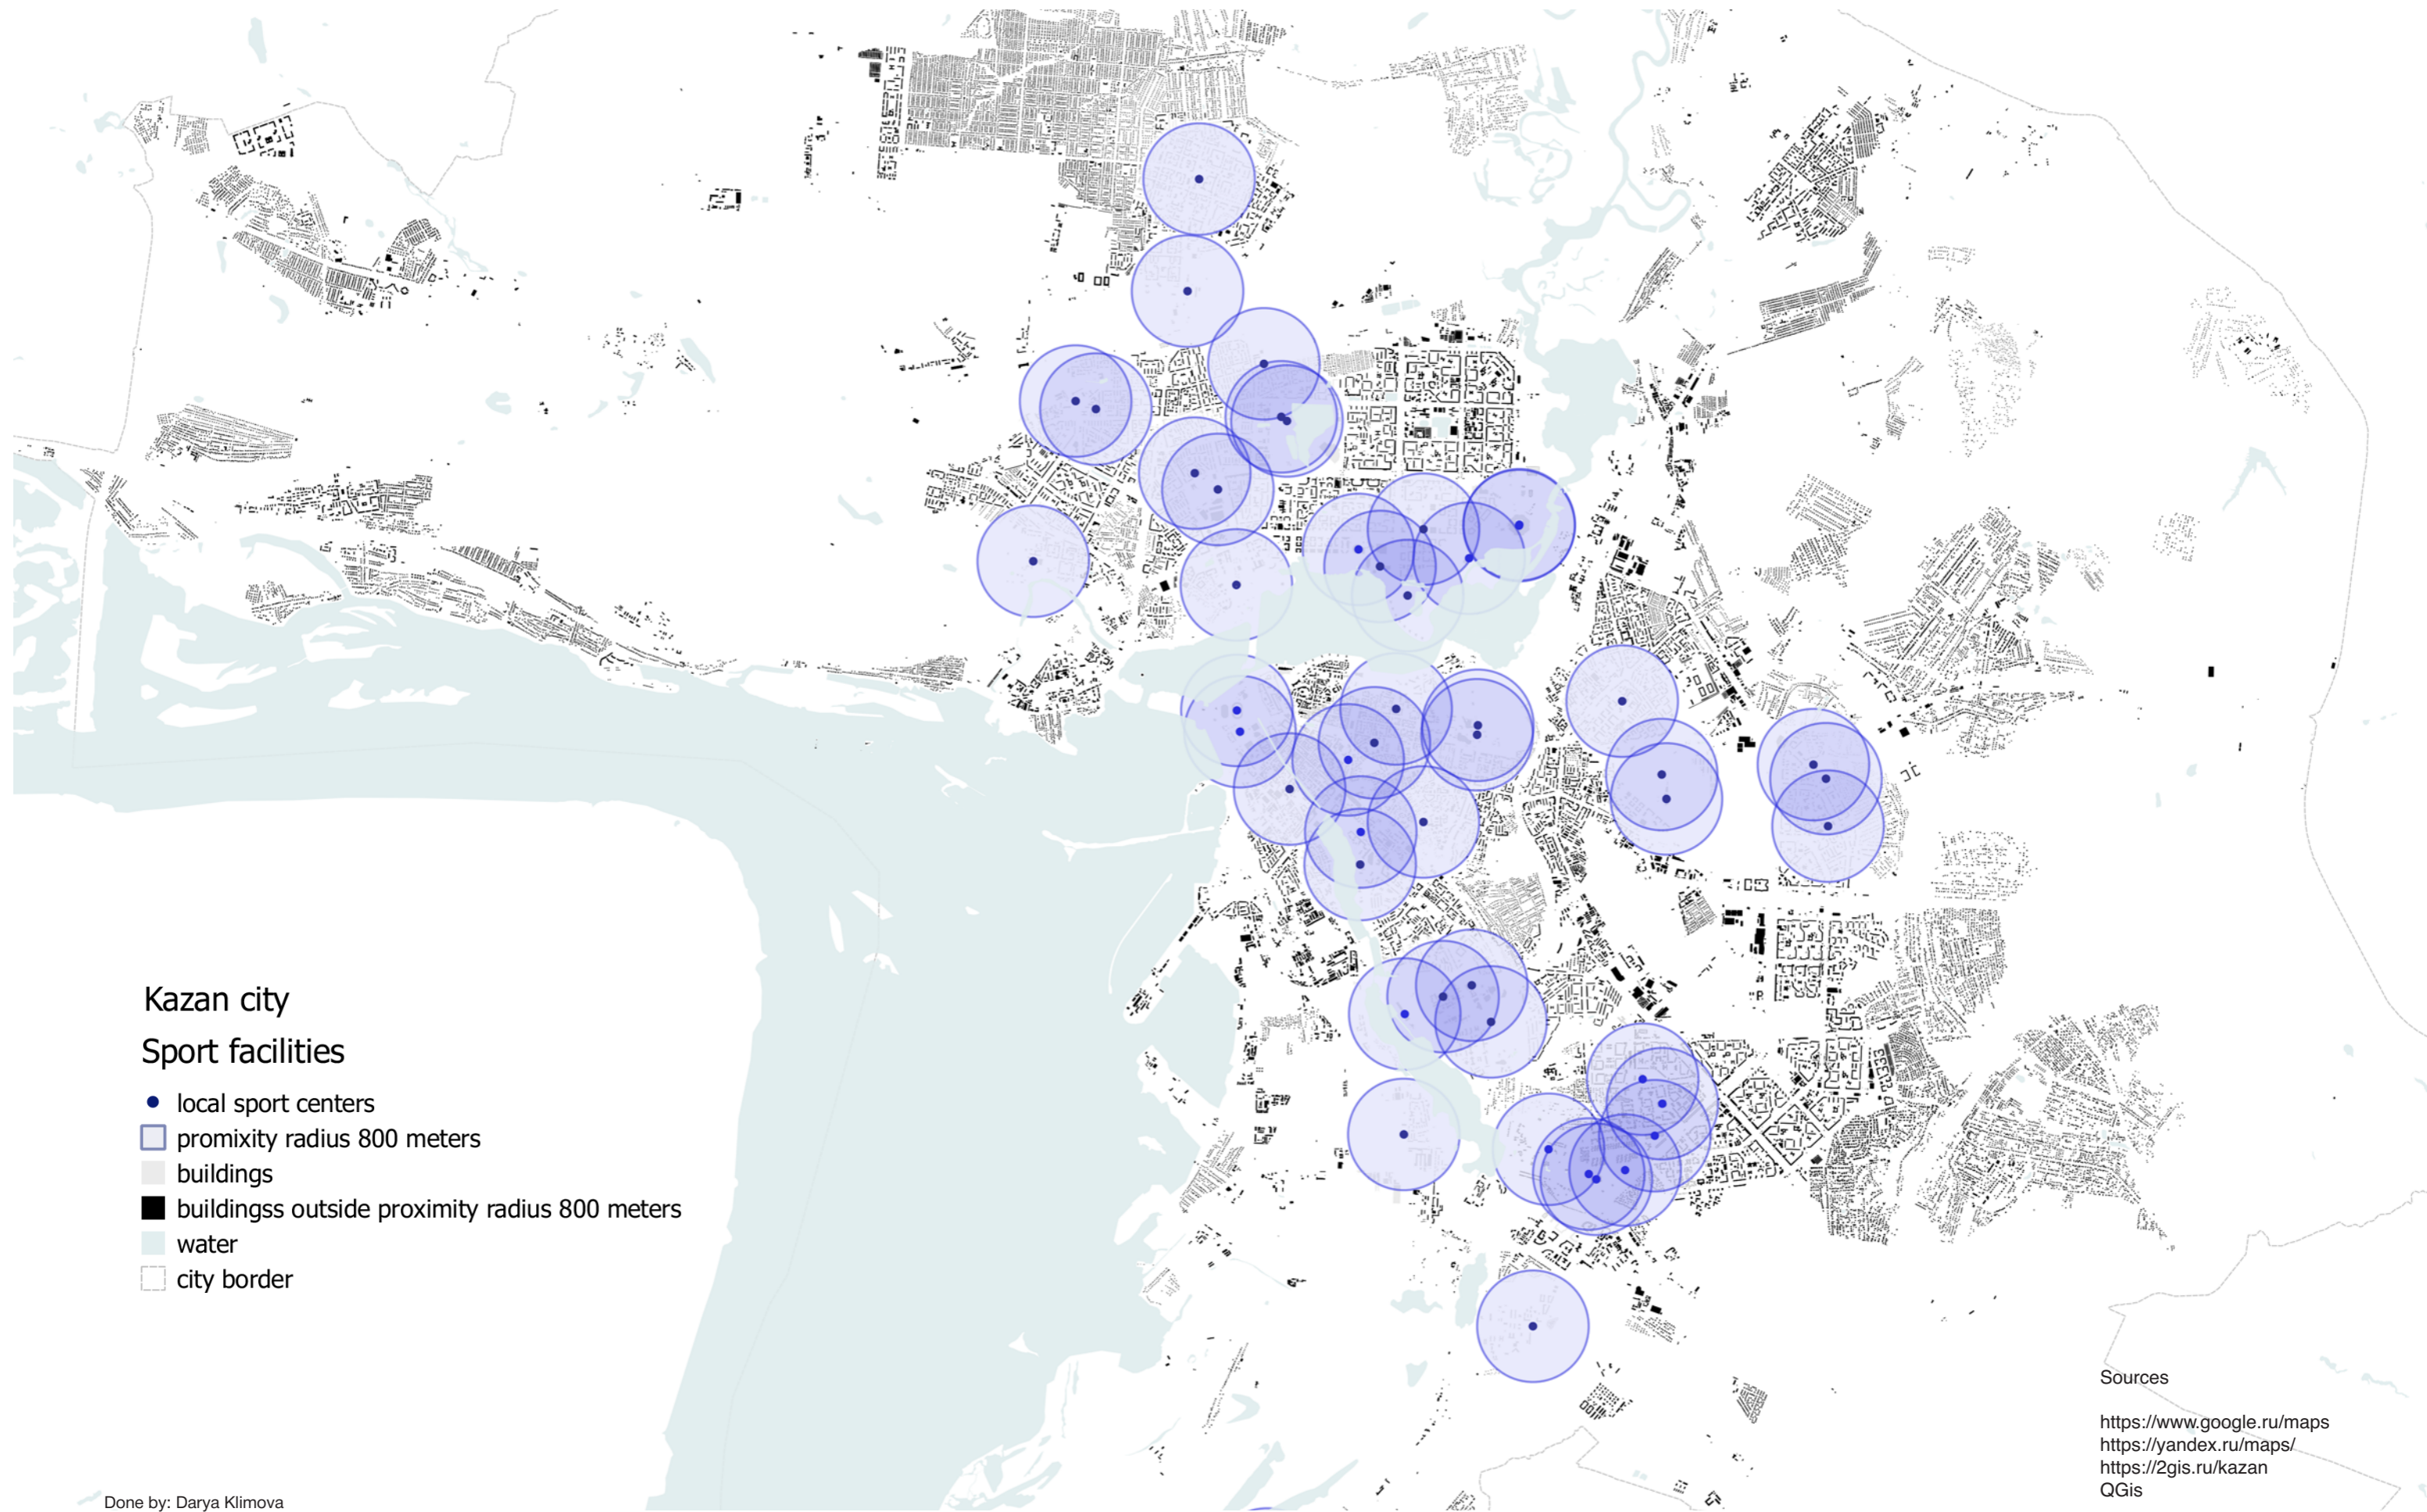 Kazan city
Sport facilities
local sport centers
promixity radius 800 meters
buildings
buildingss outside proximity radius 800 meters
water
city border
Sources
https://www.google.ru/maps
https://yandex.ru/maps/
https://2gis.ru/kazan
QGis
Done by: Darya Klimova